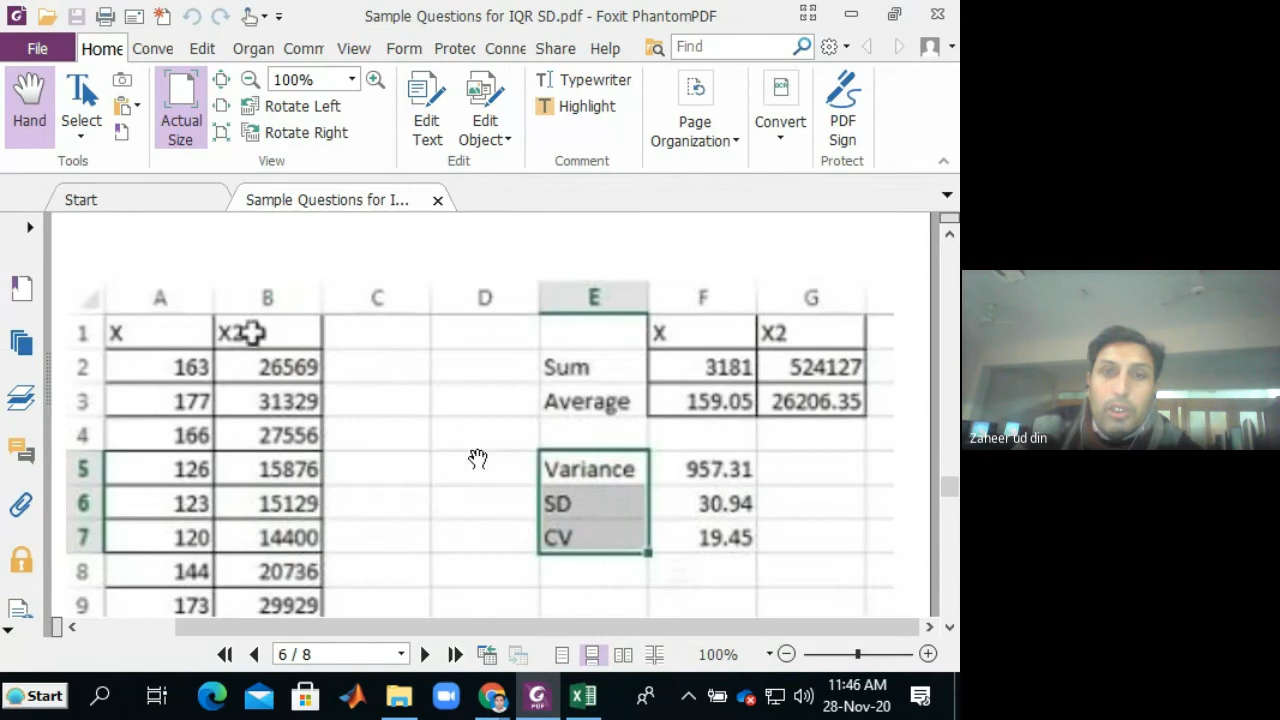 Sample Questions for IQR SD.pdf - Foxit PhantomPDF
File Home Conve Edit Organ Comm View Form Protec Conne Share Help Find
Hand
Select
100%
Actual Size
Rotate Left
Rotate Right
Edit Text
Edit Object
Typewriter
Highlight
Page Organization
Convert
PDF Sign
Tools View Edit Comment Protect
Start Sample Questions for I...
A B C D E F G
1 X X2 X X2
2 163 26569 Sum 3181 524127
3 177 31329 Average 159.05 26206.35
4 166 27556
5 126 15876 Variance 957.31
6 123 15129 SD 30.94
7 120 14400 CV 19.45
8 144 20736
9 173 29929
Zaheer ud din
6 / 8 100%
Start 11:46 AM
28-Nov-20